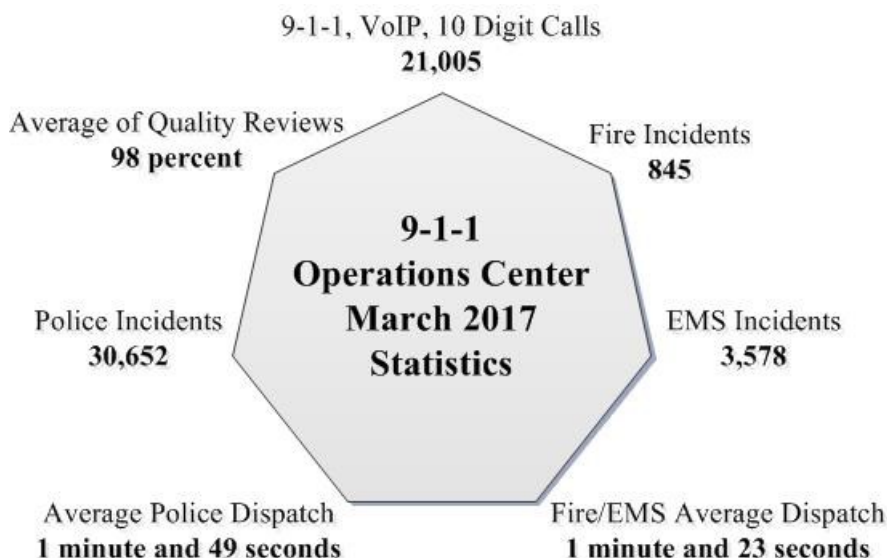 9-1-1, VoIP, 10 Digit Calls
21,005
Average of Quality Reviews
98 percent
Fire Incidents
845
9-1-1
Operations Center
March 2017
Statistics
Police Incidents
30,652
EMS Incidents
3,578
Average Police Dispatch
1 minute and 49 seconds
Fire/EMS Average Dispatch
1 minute and 23 seconds